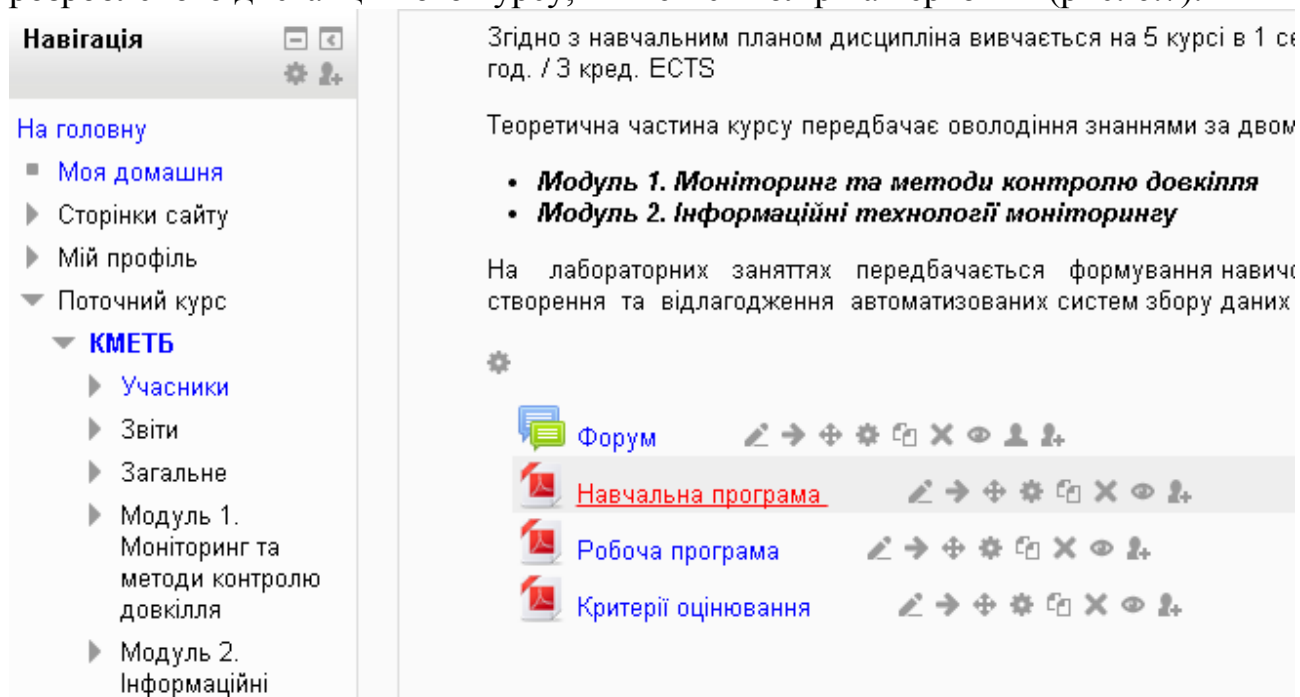 Навігація
На головну
Моя домашня
Сторінки сайту
Мій профіль
Поточний курс
КМЕТБ
Учасники
Звіти
Загальне
Модуль 1.
Моніторинг та
методи контролю
довкілля
Модуль 2.
Інформаційні
Згідно з навчальним планом дисципліна вивчається на 5 курсі в 1
год. / 3 кред. ECTS
Теоретична частина курсу передбачає оволодіння знаннями за
• Модуль 1. Моніторинг та методи контролю довкілля
• Модуль 2. Інформаційні технології моніторингу
На лабораторних заняттях передбачається формування
створення та відлагодження автоматизованих систем збору даних
Форум
Навчальна програма
Робоча програма
Критерії оцінювання